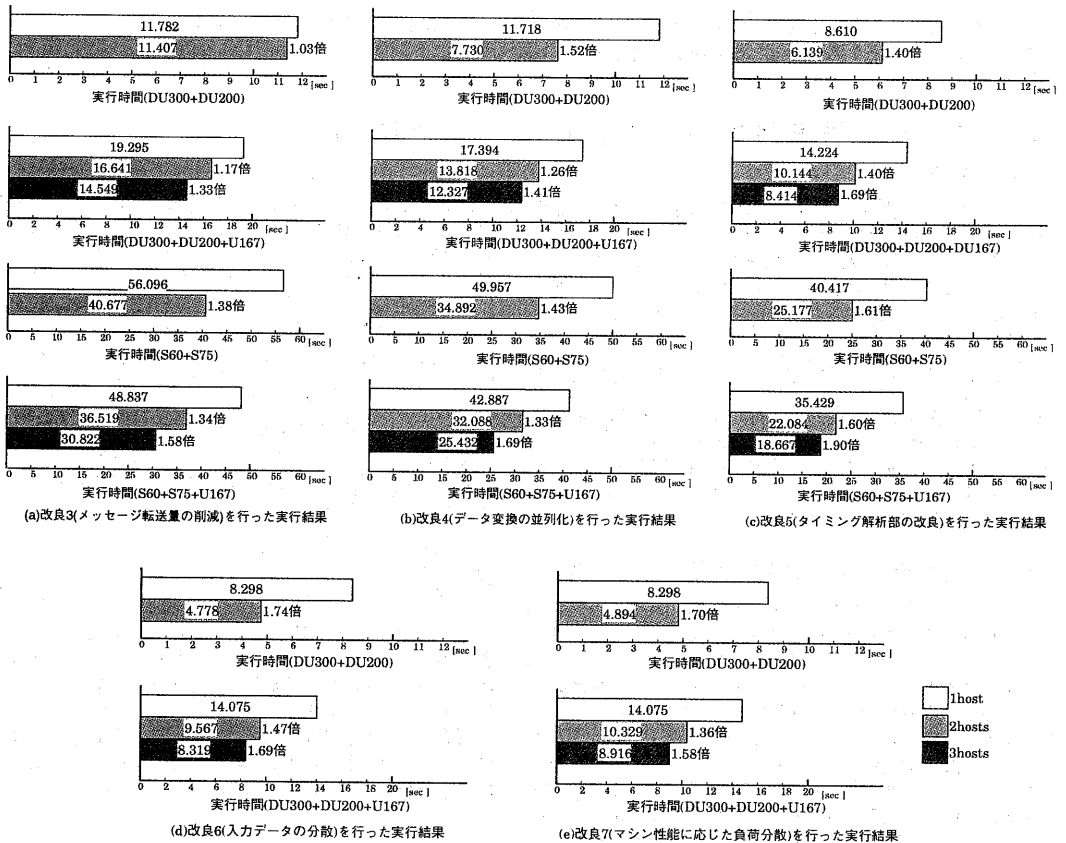 11.782
11.407
1.03倍
0 1 2 3 4 5 6 7 8 9 10 11 12 [sec]
実行時間(DU300+DU200)
19.295
16.641
1.17倍
14.549
1.33倍
0 2 4 6 8 10 12 14 16 18 20 [sec]
実行時間(DU300+DU200+U167)
56.096
40.677
1.38倍
0 5 10 15 20 25 30 35 40 45 50 55 60 [sec]
実行時間(S60+S75)
48.837
36.519
1.34倍
30.822
1.58倍
0 5 10 15 20 25 30 35 40 45 50 55 60 [sec]
実行時間(S60+S75+U167)
(a)改良3(メッセージ転送量の削減)を行った実行結果
11.718
7.730
1.52倍
0 1 2 3 4 5 6 7 8 9 10 11 12 [sec]
実行時間(DU300+DU200)
17.394
13.818
1.26倍
12.327
1.41倍
0 2 4 6 8 10 12 14 16 18 20 [sec]
実行時間(DU300+DU200+U167)
49.957
34.892
1.43倍
0 5 10 15 20 25 30 35 40 45 50 55 60 [sec]
実行時間(S60+S75)
42.887
32.088
1.33倍
25.432
1.69倍
0 5 10 15 20 25 30 35 40 45 50 55 60 [sec]
実行時間(S60+S75+U167)
(b)改良4(データ変換の並列化)を行った実行結果
8.610
6.139
1.40倍
0 1 2 3 4 5 6 7 8 9 10 11 12 [sec]
実行時間(DU300+DU200)
14.224
10.144
1.40倍
8.414
1.69倍
0 2 4 6 8 10 12 14 16 18 20 [sec]
実行時間(DU300+DU200+DU167)
40.417
25.177
1.61倍
0 5 10 15 20 25 30 35 40 45 50 55 60 [sec]
実行時間(S60+S75)
35.429
22.084
1.60倍
18.667
1.90倍
0 5 10 15 20 25 30 35 40 45 50 55 60 [sec]
実行時間(S60+S75+U167)
(c)改良5(タイミング解析部の改良)を行った実行結果
8.298
4.778
1.74倍
0 1 2 3 4 5 6 7 8 9 10 11 12 [sec]
実行時間(DU300+DU200)
14.075
9.567
1.47倍
8.319
1.69倍
0 2 4 6 8 10 12 14 16 18 20 [sec]
実行時間(DU300+DU200+U167)
(d)改良6(入力データの分散)を行った実行結果
8.298
4.894
1.70倍
0 1 2 3 4 5 6 7 8 9 10 11 12 [sec]
実行時間(DU300+DU200)
14.075
10.329
1.36倍
8.916
1.58倍
0 2 4 6 8 10 12 14 16 18 20 [sec]
実行時間(DU300+DU200+U167)
(e)改良7(マシン性能に応じた負荷分散)を行った実行結果
1host
2hosts
3hosts